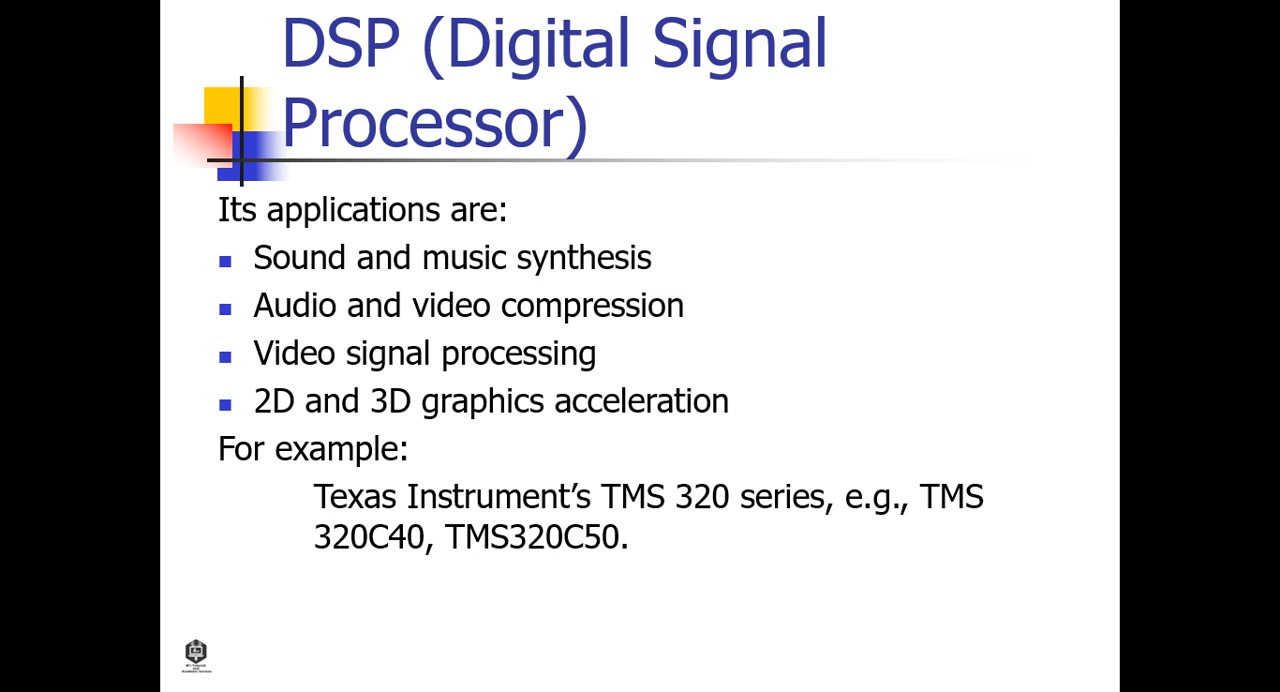 DSP (Digital Signal
Processor)
Its applications are:
Sound and music synthesis
Audio and video compression
Video signal processing
2D and 3D graphics acceleration
For example:
Texas Instrument’s TMS 320 series, e.g., TMS
320C40, TMS320C50.